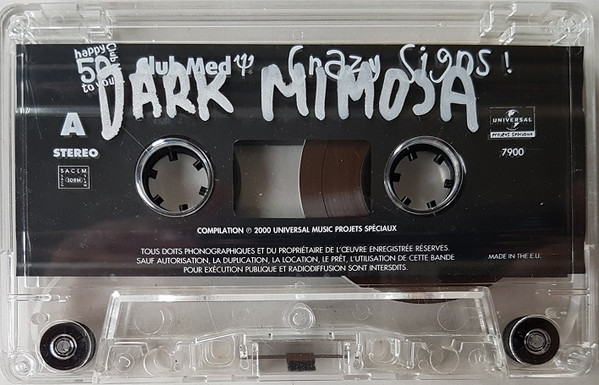 happy
Club
50
to you!
Club Med Ψ Crazy Signs !
DARK MIMOSA
A
STEREO
SACEM
UNIVERSAL
PROJETS SPECIAUX
7900
COMPILATION ℗ 2000 UNIVERSAL MUSIC PROJETS SPÉCIAUX
TOUS DOITS PHONOGRAPHIQUES ET DU PROPRIÉTAIRE DE L'ŒUVRE ENREGISTRÉE RÉSERVES.
SAUF AUTORISATION, LA DUPLICATION, LA LOCATION, LE PRÊT, L'UTILISATION DE CETTE BANDE
POUR EXÉCUTION PUBLIQUE ET RADIODIFFUSION SONT INTERSDITS.
MADE IN THE E.U.